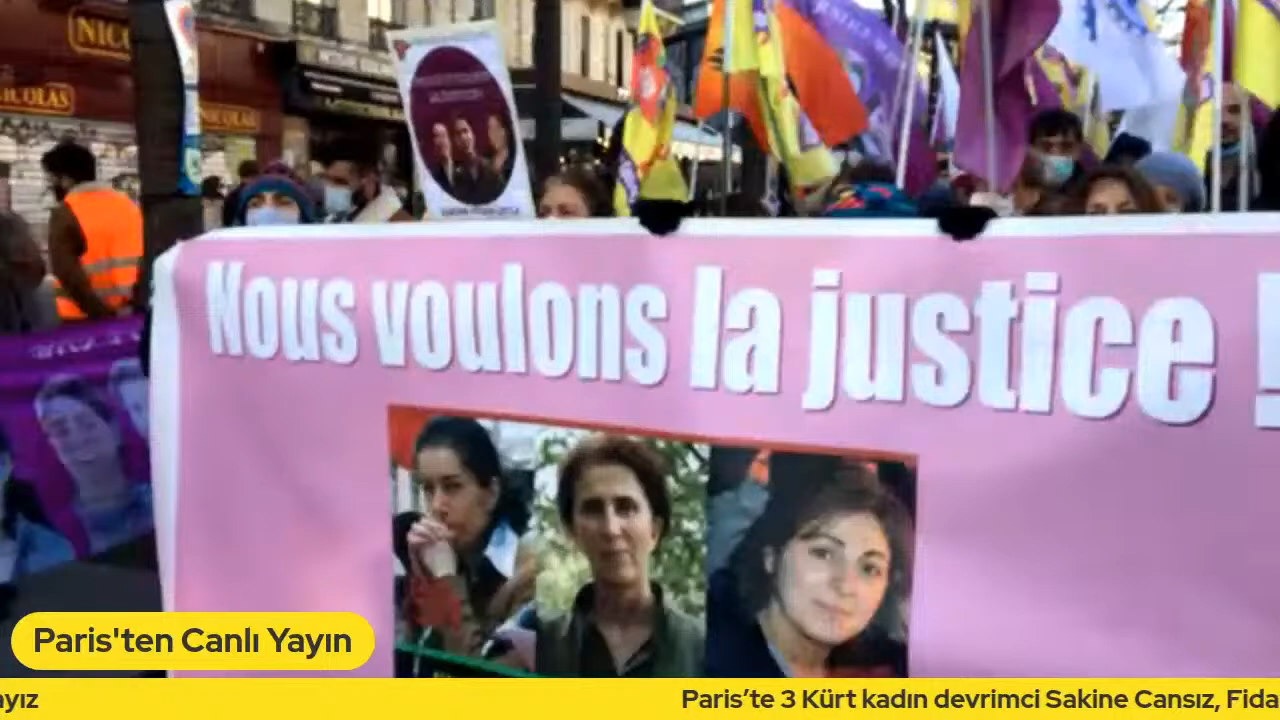 NICOLAS
NICOLAS
Nous voulons la justice !
Paris'ten Canlı Yayın
ayız
Paris’te 3 Kürt kadın devrimci Sakine Cansız, Fida